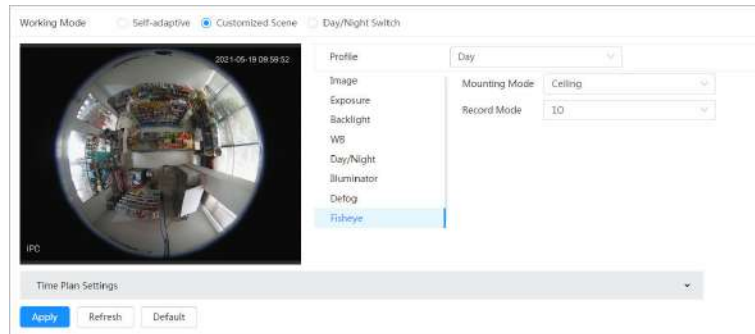 Working Mode Self-adaptive Customized Scene Day/Night Switch
2021-05-19 09:59:52
IPC
Profile Day
Image
Exposure
Backlight
WB
Day/Night
Illuminator
Defog
Fisheye
Mounting Mode Ceiling
Record Mode 1O
Time Plan Settings
Apply Refresh Default